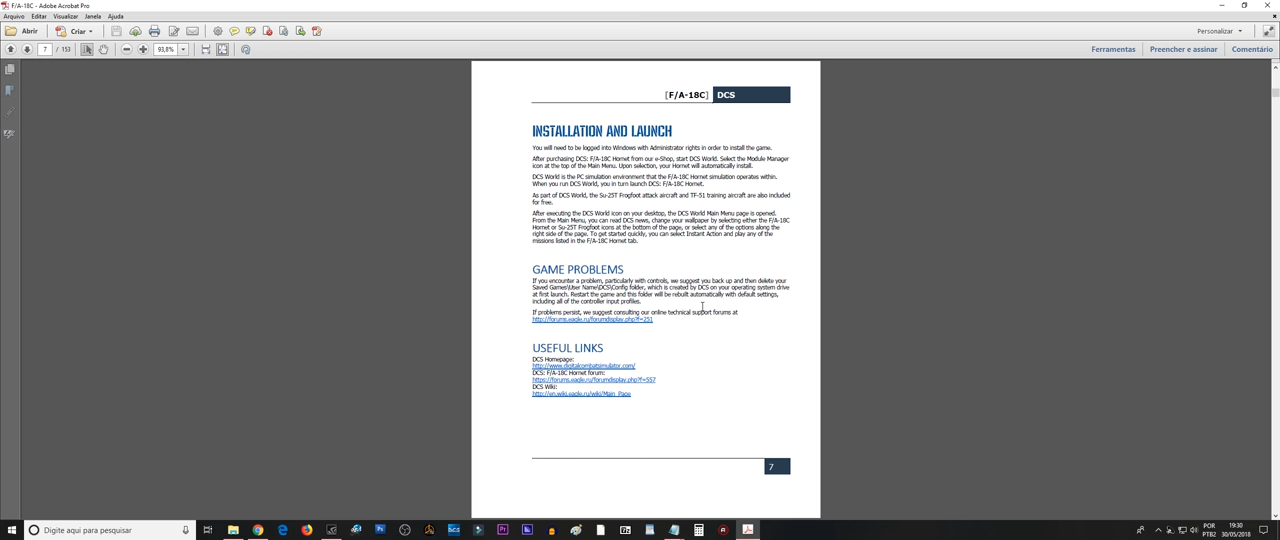 F/A-18C - Adobe Acrobat Pro
Arquivo Editar Visualizar Janela Ajuda
Abrir Criar Personalizar
7 / 153 93,8% Ferramentas Preencher e assinar Comentário
[F/A-18C] DCS
INSTALLATION AND LAUNCH
You will need to be logged into Windows with Administrator rights in order to install the game.
After purchasing DCS: F/A-18C Hornet from our e-Shop, start DCS World. Select the Module Manager
icon at the top of the Main Menu. Upon selection, your Hornet will automatically install.
DCS World is the PC simulation environment that the F/A-18C Hornet simulation operates within.
When you run DCS World, you in turn launch DCS: F/A-18C Hornet.
As part of DCS World, the Su-25T Frogfoot attack aircraft and TF-51 training aircraft are also included
for free.
After executing the DCS World icon on your desktop, the DCS World Main Menu page is opened.
From the Main Menu, you can read DCS news, change your wallpaper by selecting either the F/A-18C
Hornet or Su-25T Frogfoot icons at the bottom of the page, or select any of the options along the
right side of the page. To get started quickly, you can select Instant Action and play any of the
missions listed in the F/A-18C Hornet tab.
GAME PROBLEMS
If you encounter a problem, particularly with controls, we suggest you back up and then delete your
Saved Games\User Name\DCS\Config folder, which is created by DCS on your operating system drive
at first launch. Restart the game and this folder will be rebuilt automatically with default settings,
including all of the controller input profiles.
If problems persist, we suggest consulting our online technical support forums at
http://forums.eagle.ru/forumdisplay.php?f=251
USEFUL LINKS
DCS Homepage:
http://www.digitalcombatsimulator.com/
DCS: F/A-18C Hornet forum:
https://forums.eagle.ru/forumdisplay.php?f=557
DCS Wiki:
http://en.wiki.eagle.ru/wiki/Main_Page
7
Digite aqui para pesquisar
POR 19:30
PTB2 30/05/2018